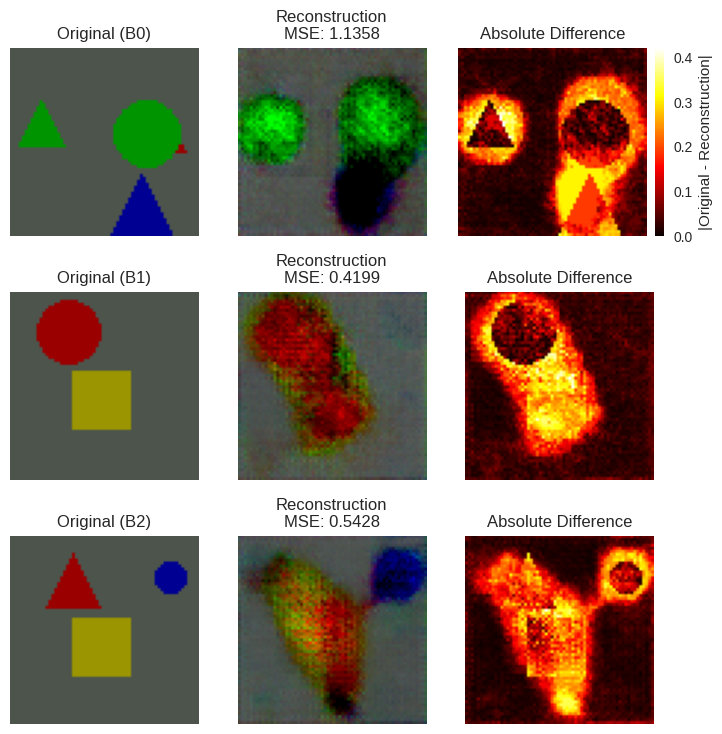 Original (B0)
Reconstruction
MSE: 1.1358
Absolute Difference
0.4
0.3
0.2
0.1
0.0
|Original - Reconstruction|
Original (B1)
Reconstruction
MSE: 0.4199
Absolute Difference
Original (B2)
Reconstruction
MSE: 0.5428
Absolute Difference